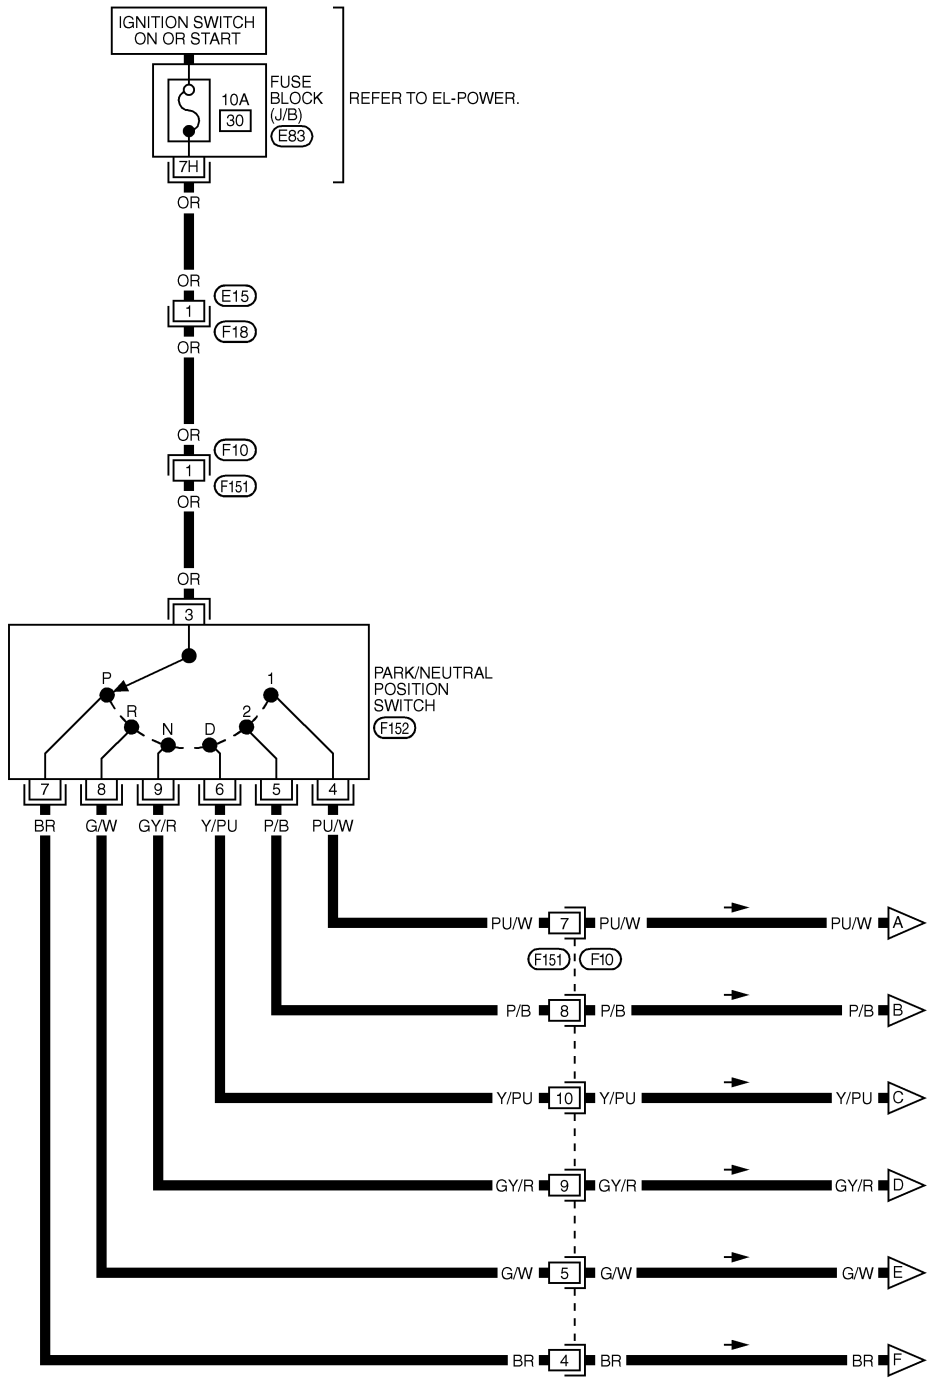 IGNITION SWITCH
ON OR START
10A
30
FUSE
BLOCK
(J/B)
E83
REFER TO EL-POWER.
7H
OR
OR
E15
1
F18
OR
OR
F10
1
F151
OR
OR
3
P
R
N
D
2
1
PARK/NEUTRAL
POSITION
SWITCH
F152
7 8 9 6 5 4
BR G/W GY/R Y/PU P/B PU/W
PU/W 7 PU/W PU/W A
F151 F10
P/B 8 P/B P/B B
Y/PU 10 Y/PU Y/PU C
GY/R 9 GY/R GY/R D
G/W 5 G/W G/W E
BR 4 BR BR F